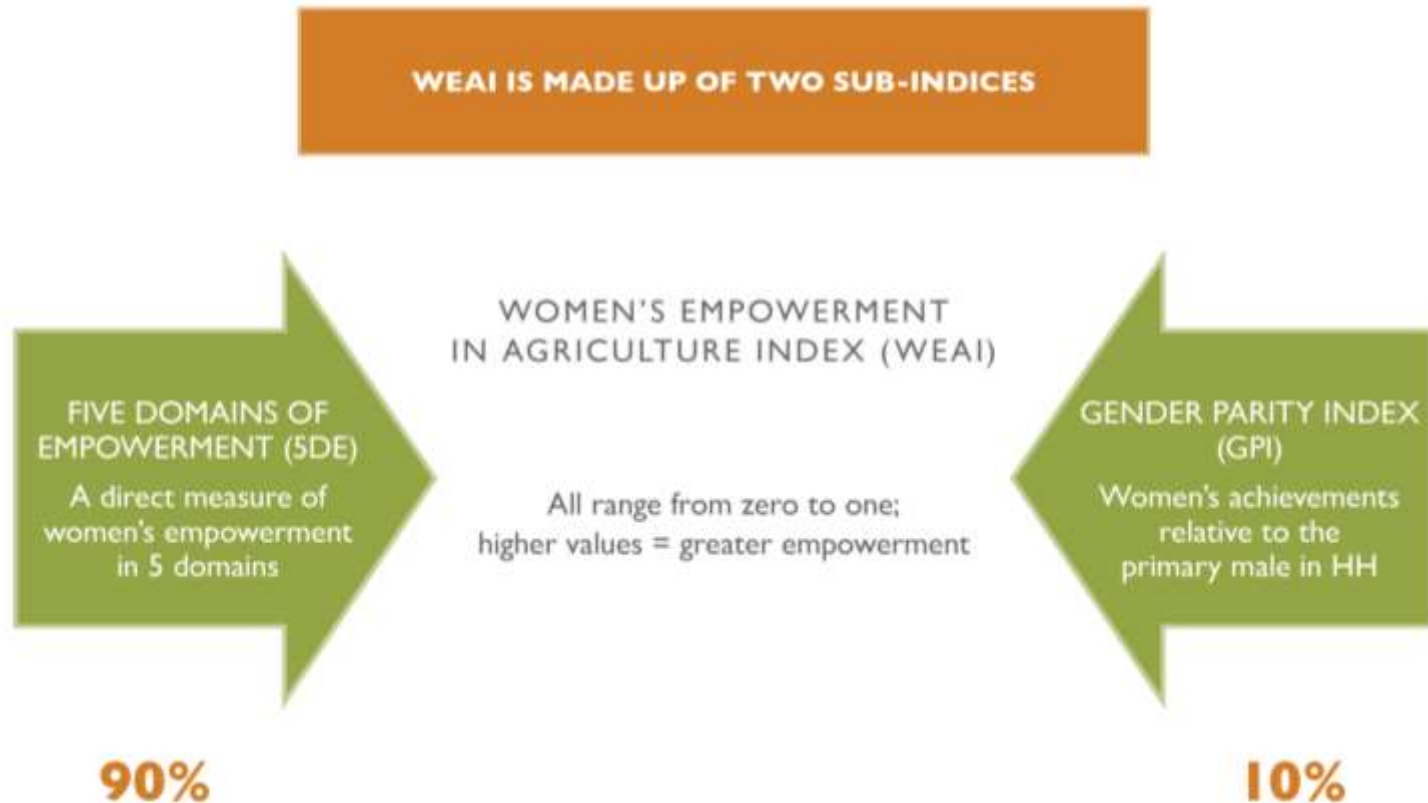 WEAI IS MADE UP OF TWO SUB-INDICES
WOMEN'S EMPOWERMENT
IN AGRICULTURE INDEX (WEAI)
All range from zero to one;
higher values = greater empowerment
FIVE DOMAINS OF
EMPOWERMENT (5DE)
A direct measure of
women's empowerment
in 5 domains
90%
GENDER PARITY INDEX
(GPI)
Women's achievements
relative to the
primary male in HH
10%